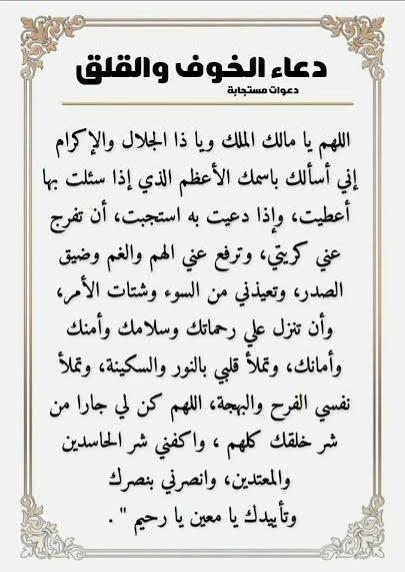 دعاء الخوف والقلق
دعوات مستجابة
اللهم يا مالك الملك ويا ذا الجلال والإكرام
إني أسألك باسمك الأعظم الذي إذا سئلت بها
أعطيت، وإذا دعيت به استجبت، أن تفرج
عني كربتي، وترفع عني الهم والغم وضيق
الصدر، وتعيذني من السوء وشتات الأمر،
وأن تنزل علي رحماتك وسلامك وأمنك
وأمانك، وتملأ قلبي بالنور والسكينة، وتملأ
نفسي الفرح والبهجة، اللهم كن لي جارا من
شر خلقك كلهم ، واكفني شر الحاسدين
والمعتدين، وانصرني بنصرك
وتأييدك يا معين يا رحيم " .